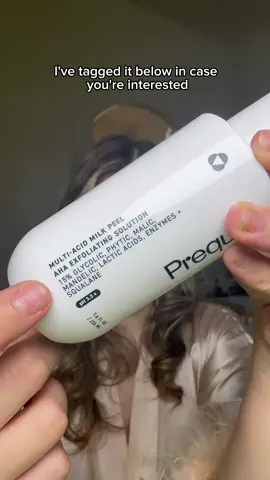 I've tagged it below in case
you're interested
MULTI-ACID MILK PEEL
AHA EXFOLIATING SOLUTION
15% GLYCOLIC, PHYTIC, MALIC,
MANDELIC, LACTIC ACIDS, ENZYMES +
SQUALANE
Prequ